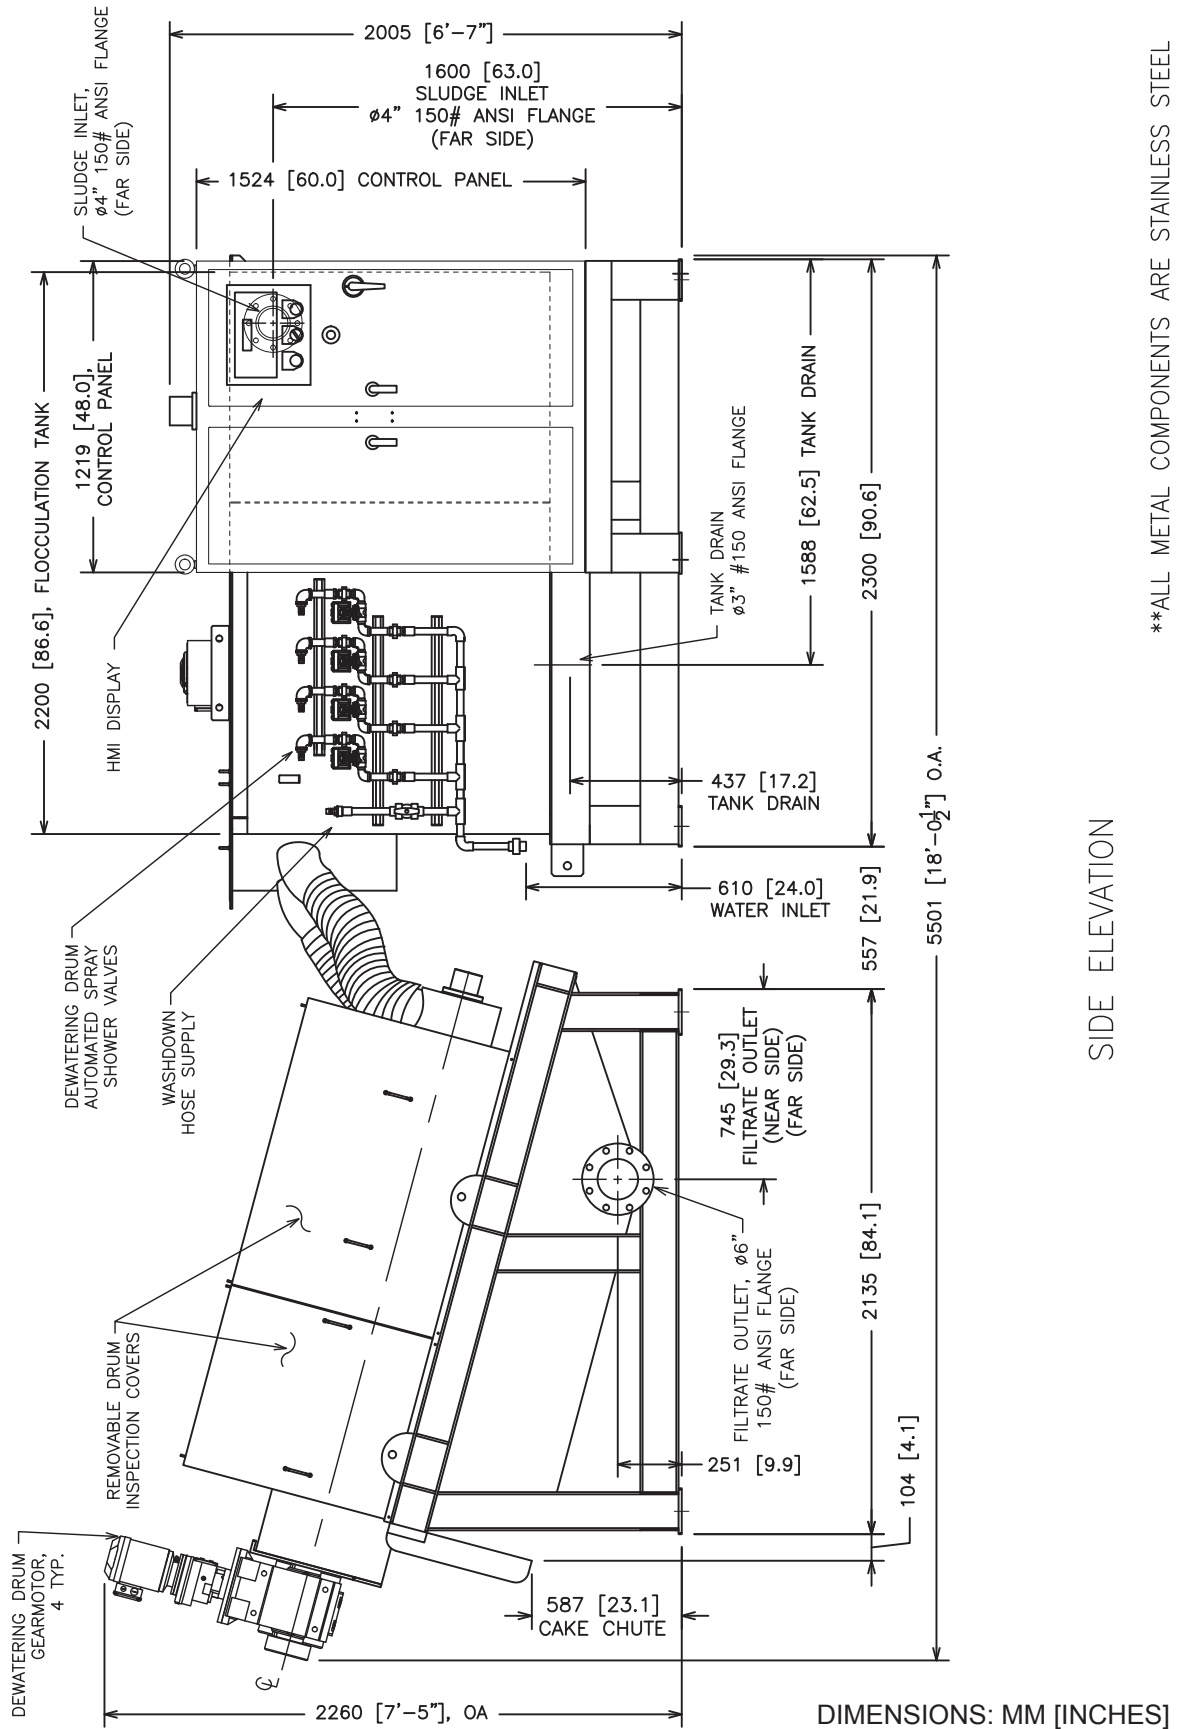 2005 [6'-7"]
1600 [63.0]
SLUDGE INLET
ø4" 150# ANSI FLANGE
(FAR SIDE)
1524 [60.0] CONTROL PANEL
SLUDGE INLET,
ø4" 150# ANSI FLANGE
(FAR SIDE)
2200 [86.6], FLOCCULATION TANK
1219 [48.0],
CONTROL PANEL
HMI DISPLAY
DEWATERING DRUM
AUTOMATED SPRAY
SHOWER VALVES
WASHDOWN
HOSE SUPPLY
REMOVABLE DRUM
INSPECTION COVERS
DEWATERING DRUM
GEARMOTOR,
4 TYP.
TANK DRAIN
ø3" #150 ANSI FLANGE
1588 [62.5] TANK DRAIN
2300 [90.6]
437 [17.2]
TANK DRAIN
610 [24.0]
WATER INLET
557 [21.9]
5501 [18'-0 1/2"] O.A.
745 [29.3]
FILTRATE OUTLET
(NEAR SIDE)
(FAR SIDE)
FILTRATE OUTLET, ø6"
150# ANSI FLANGE
(FAR SIDE)
2135 [84.1]
251 [9.9]
104 [4.1]
587 [23.1]
CAKE CHUTE
2260 [7'-5"], OA
℄
**ALL METAL COMPONENTS ARE STAINLESS STEEL
SIDE ELEVATION
DIMENSIONS: MM [INCHES]